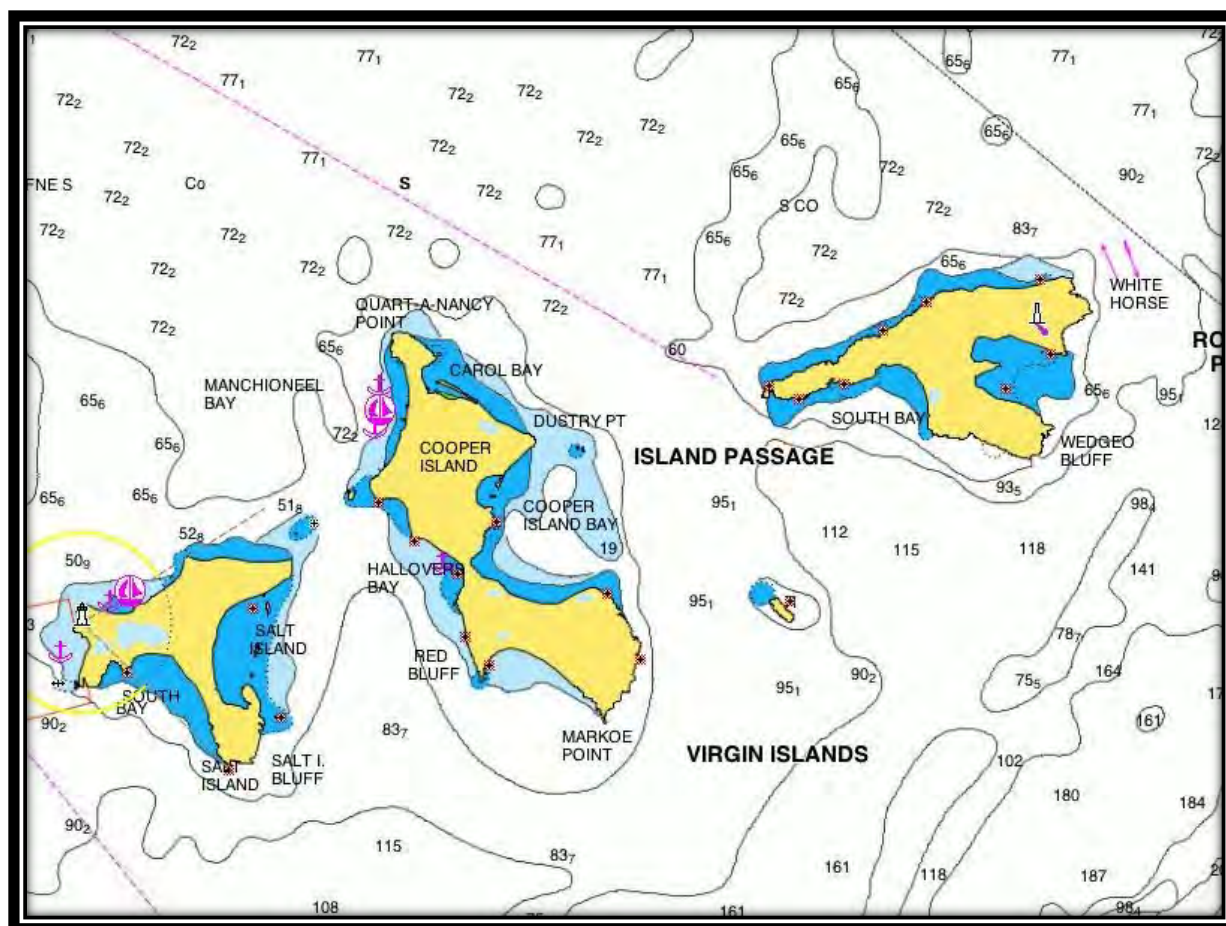 72₂
77₁
72₂
77₁
65₆
77₁
77₁
72₂
72₂
65₆
72₂
77₁
72₂
72₂
65₆
65₆
72₂
72₂
72₂
77₁
65₆
72₂
72₂
90₂
FNE S
Co
S
72₂
72₂
S CO
72₂
72₂
72₂
72₂
77₁
65₆
72₂
83₇
72₂
72₂
77₁
65₆
WHITE
HORSE
QUART-A-NANCY
POINT
72₂
72₂
72₂
65₆
60
CAROL BAY
MANCHIONEEL
BAY
65₆
65₆
95₁
72₂
DUSTRY PT
SOUTH BAY
65₆
COOPER
ISLAND
ISLAND PASSAGE
WEDGEO
BLUFF
65₆
65₆
51₈
93₅
95₁
98₄
COOPER
ISLAND BAY
52₈
112
115
118
19
50₉
HALLOVERS
BAY
141
95₁
SALT
ISLAND
78₇
RED
BLUFF
164
95₁
90₂
75₅
SOUTH
BAY
90₂
83₇
161
MARKOE
POINT
VIRGIN ISLANDS
SALT I.
BLUFF
SALT
ISLAND
102
180
184
90₂
115
83₇
161
118
187
108
161
98₄